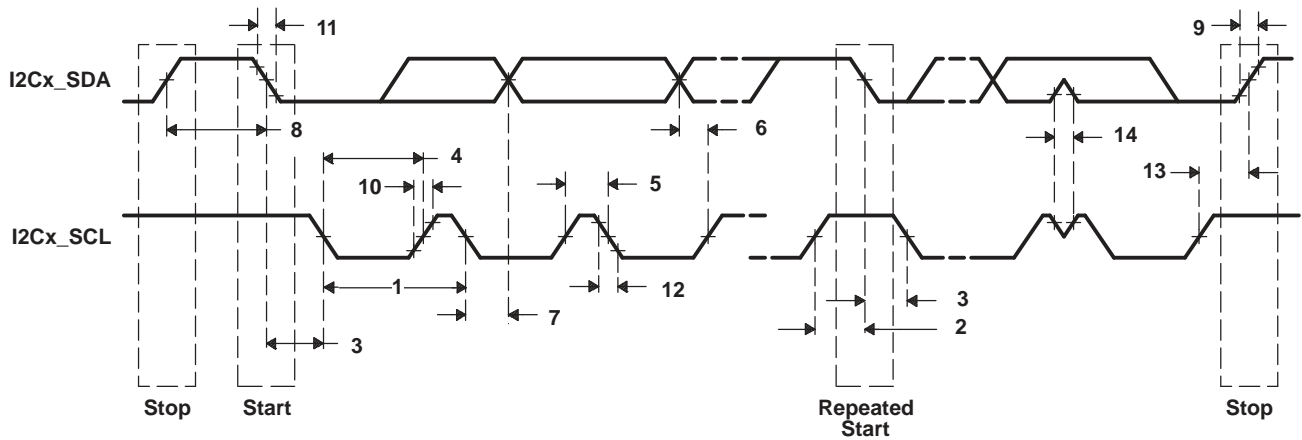 11
9
I2Cx_SDA
8
6
14
4
10
5
13
I2Cx_SCL
1
12
3
7
2
3
Stop
Start
Repeated
Start
Stop